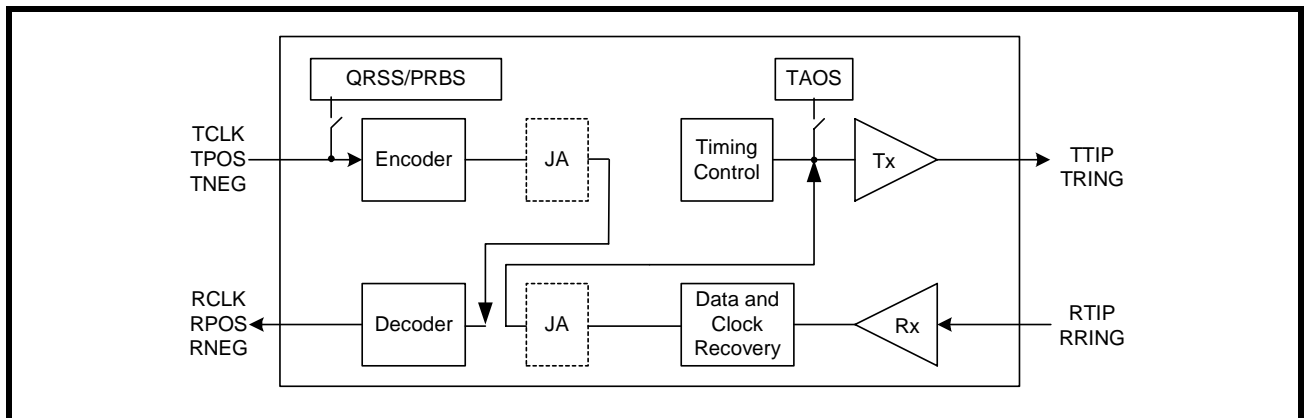 QRSS/PRBS
TAOS
TCLK
TPOS
TNEG
Encoder
JA
Timing
Control
Tx
TTIP
TRING
RCLK
RPOS
RNEG
Decoder
JA
Data and
Clock
Recovery
Rx
RTIP
RRING